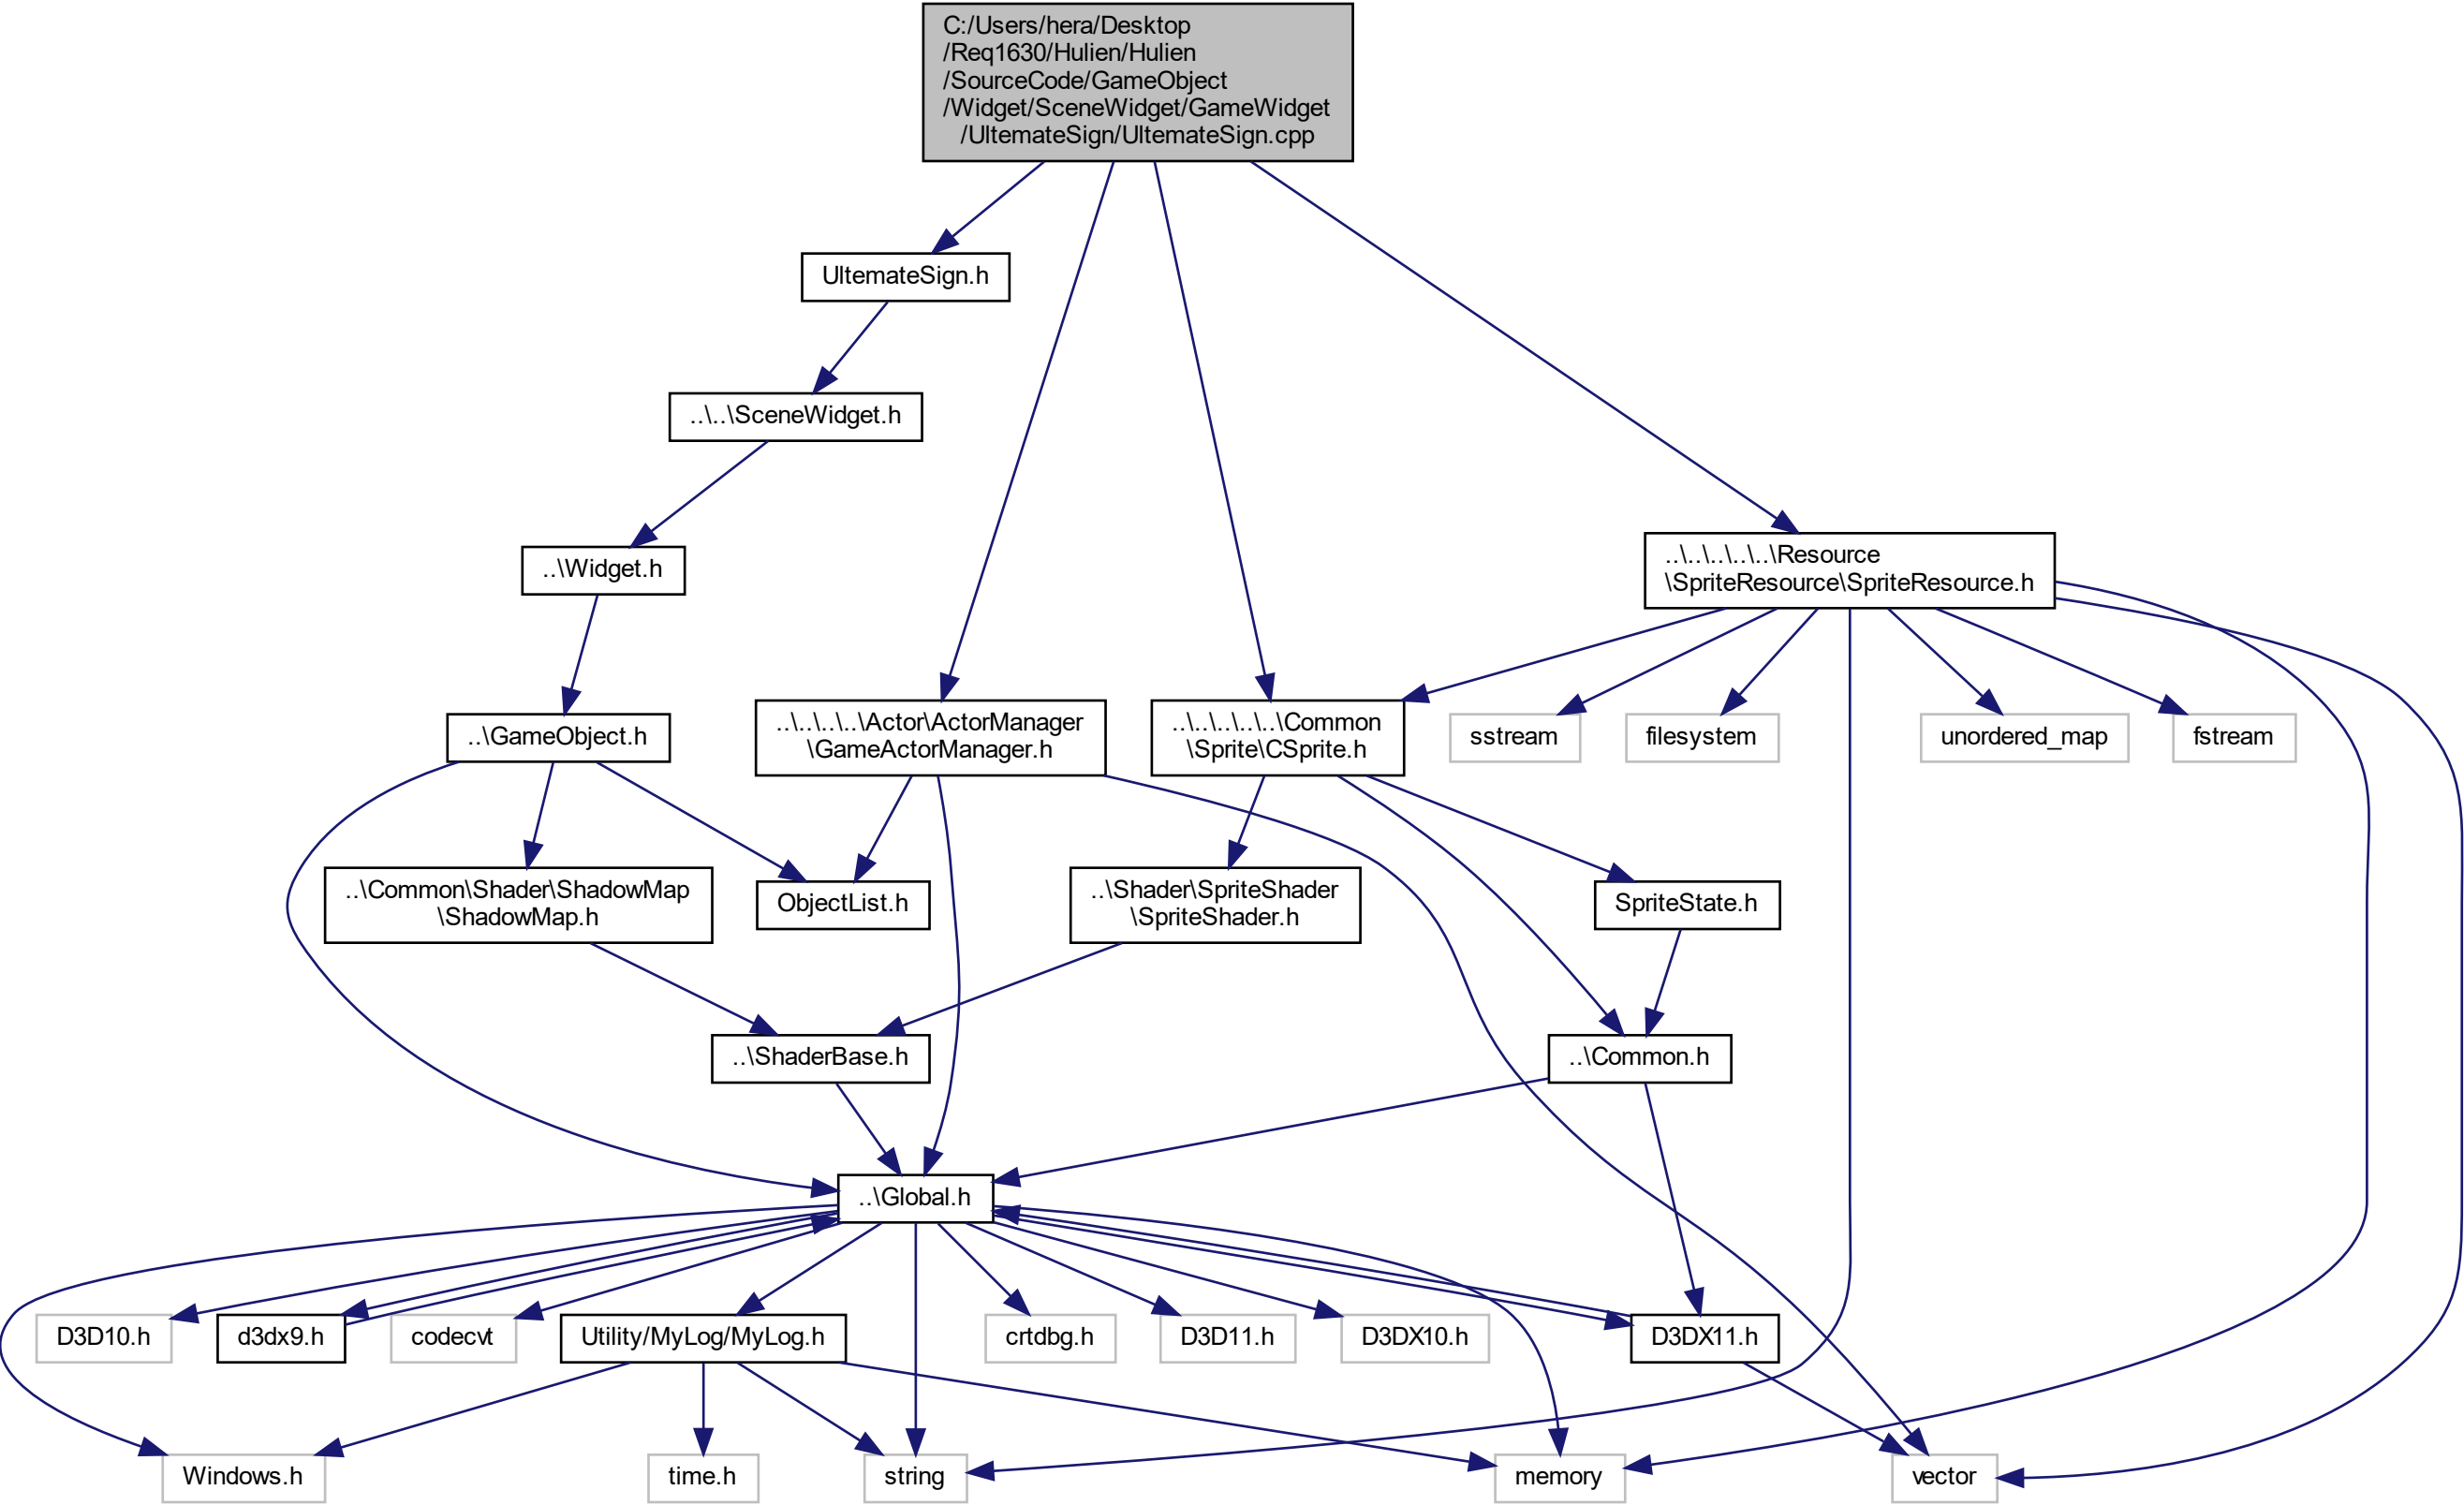 C:/Users/hera/Desktop
/Req1630/Hulien/Hulien
/SourceCode/GameObject
/Widget/SceneWidget/GameWidget
/UltemateSign/UltemateSign.cpp
UltemateSign.h
..\..\SceneWidget.h
..\Widget.h
..\..\..\..\..\Resource
\SpriteResource\SpriteResource.h
..\GameObject.h
..\..\..\..\Actor\ActorManager
\GameActorManager.h
..\..\..\..\..\Common
\Sprite\CSprite.h
sstream
filesystem
unordered_map
fstream
..\Common\Shader\ShadowMap
\ShadowMap.h
ObjectList.h
..\Shader\SpriteShader
\SpriteShader.h
SpriteState.h
..\ShaderBase.h
..\Common.h
..\Global.h
D3D10.h
d3dx9.h
codecvt
Utility/MyLog/MyLog.h
crtdbg.h
D3D11.h
D3DX10.h
D3DX11.h
Windows.h
time.h
string
memory
vector